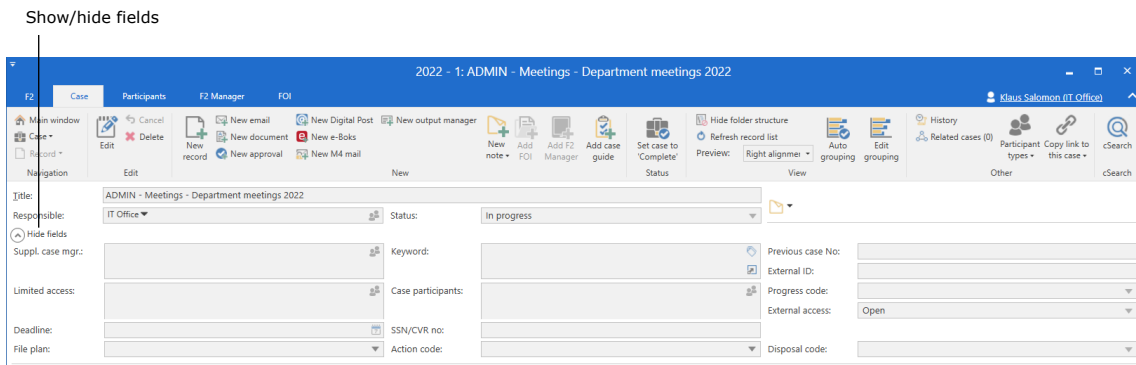 Show/hide fields
2022 - 1: ADMIN - Meetings - Department meetings 2022
F2 Case Participants F2 Manager FOI Klaus Salomon (IT Office)
Main window
Case
Record
Navigation
Edit
Cancel
Delete
Edit
New record
New email
New document
New approval
New Digital Post
New e-Boks
New M4 mail
New output manager
New note
Add FOI
Add F2 Manager
Add case guide
New
Set case to 'Complete'
Status
Hide folder structure
Refresh record list
Preview: Right alignmei
Auto grouping
Edit grouping
View
History
Related cases (0)
Participant types
Copy link to this case
Other
cSearch
cSearch
Title: ADMIN - Meetings - Department meetings 2022
Responsible: IT Office Status: In progress
Hide fields
Suppl. case mgr.: Keyword: Previous case No:
External ID:
Limited access: Case participants: Progress code:
External access: Open
Deadline: SSN/CVR no:
File plan: Action code: Disposal code: